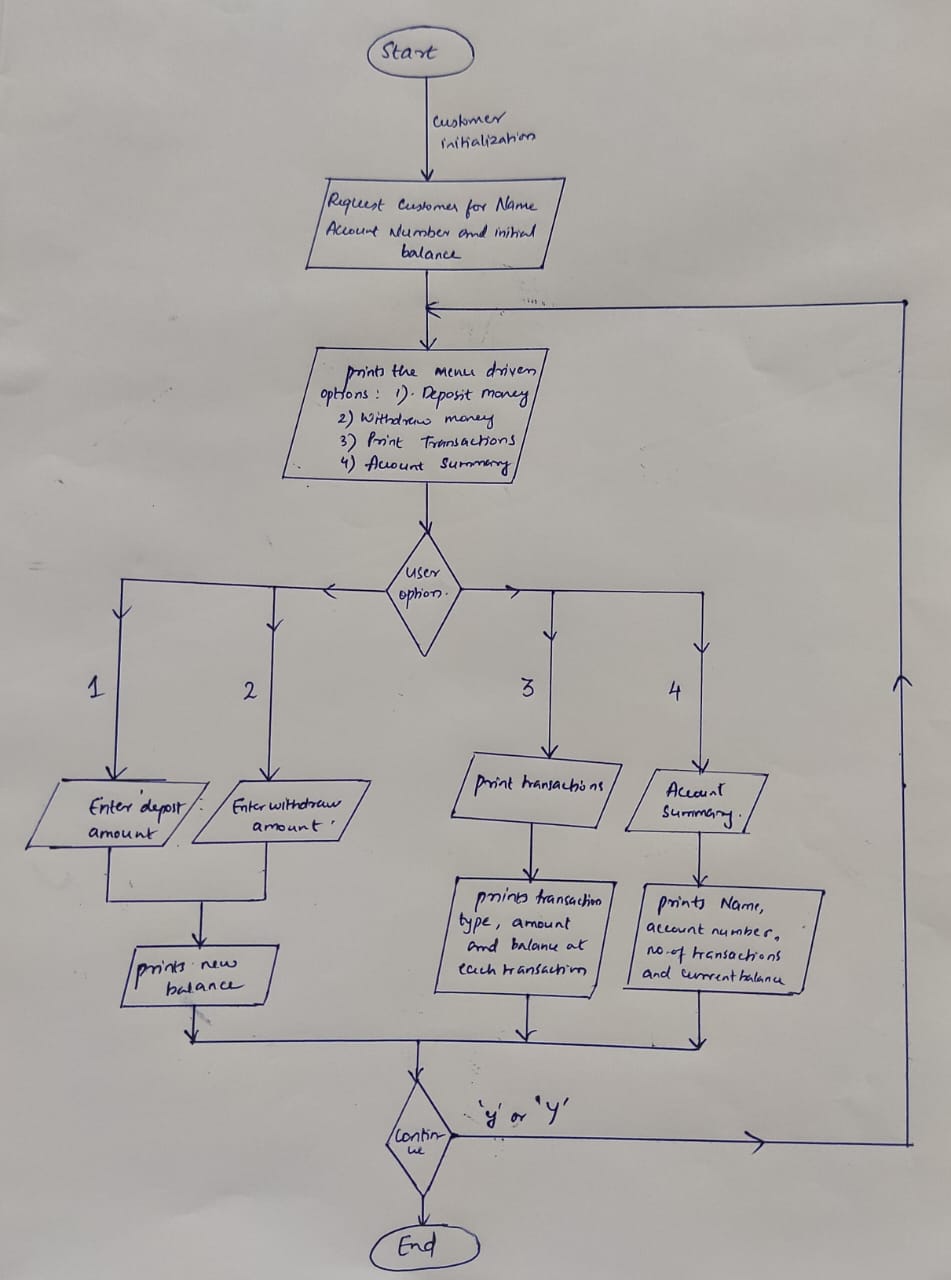 Start
customer
initialization
Request customer for Name
Account Number and initial
balance
prints the menu driven
options: 1). Deposit money
2) Withdraw money
3) Print Transactions
4) Account Summary
user
option.
1
2
3
4
Enter depost
amount
Enter withdraw
amount
print transactions
Account
Summary.
prints transaction
type, amount
and balance at
each transaction
prints Name,
account number,
no. of transactions
and current balance
prints new
balance
'y' or 'Y'
contin-
ue
End